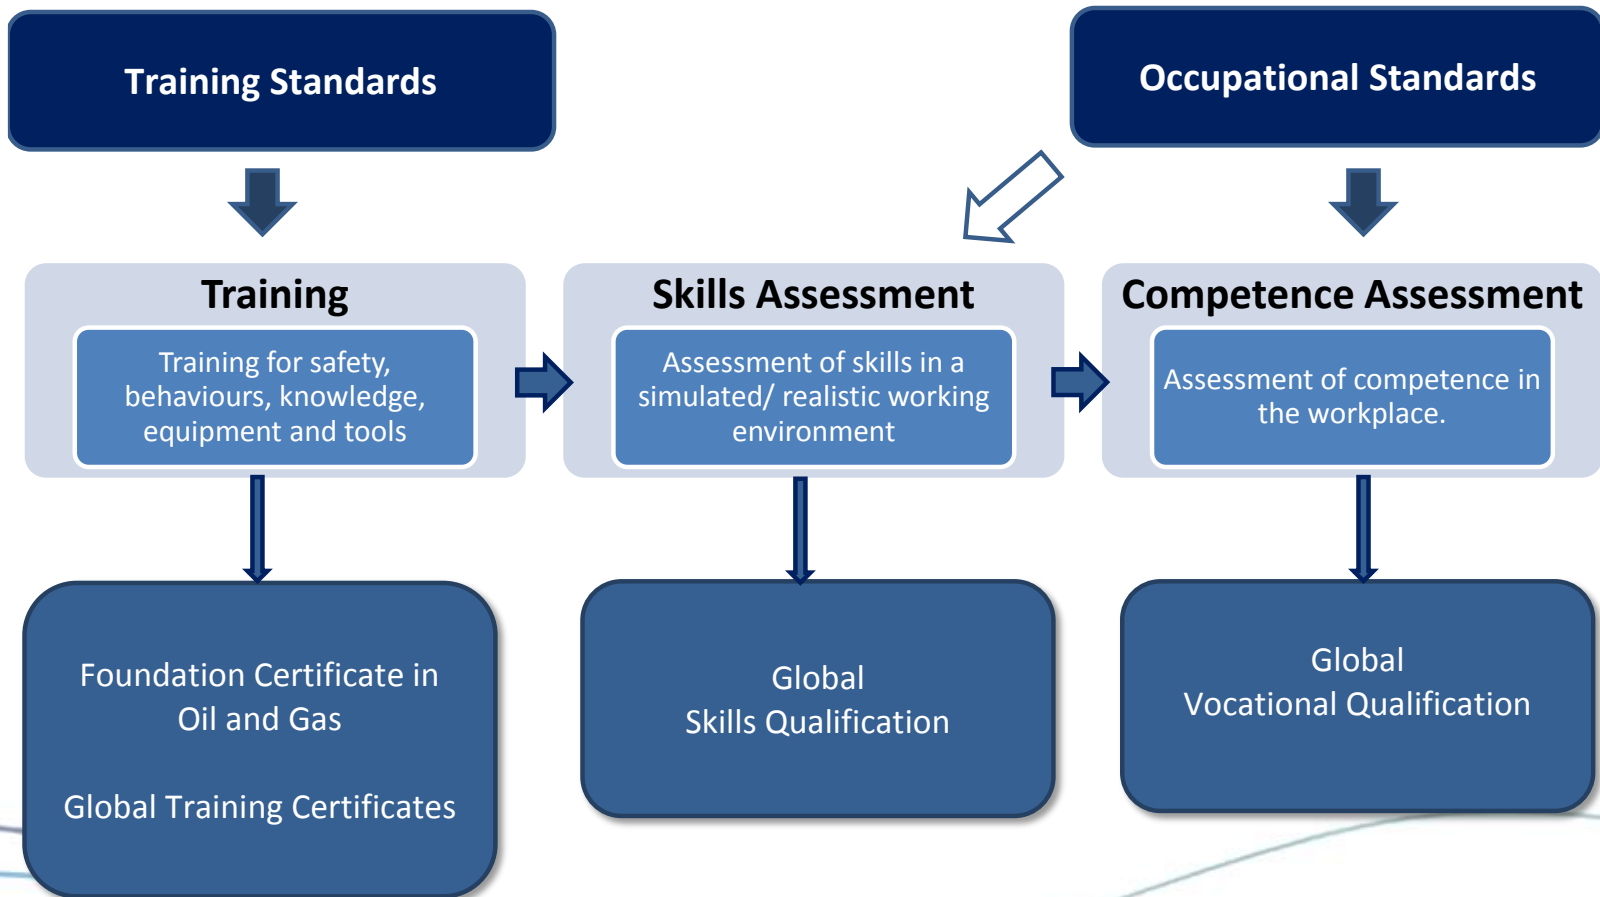 Training Standards
Occupational Standards
Training
Training for safety,
behaviours, knowledge,
equipment and tools
Skills Assessment
Assessment of skills in a
simulated/ realistic working
environment
Competence Assessment
Assessment of competence in
the workplace.
Foundation Certificate in
Oil and Gas
Global Training Certificates
Global
Skills Qualification
Global
Vocational Qualification